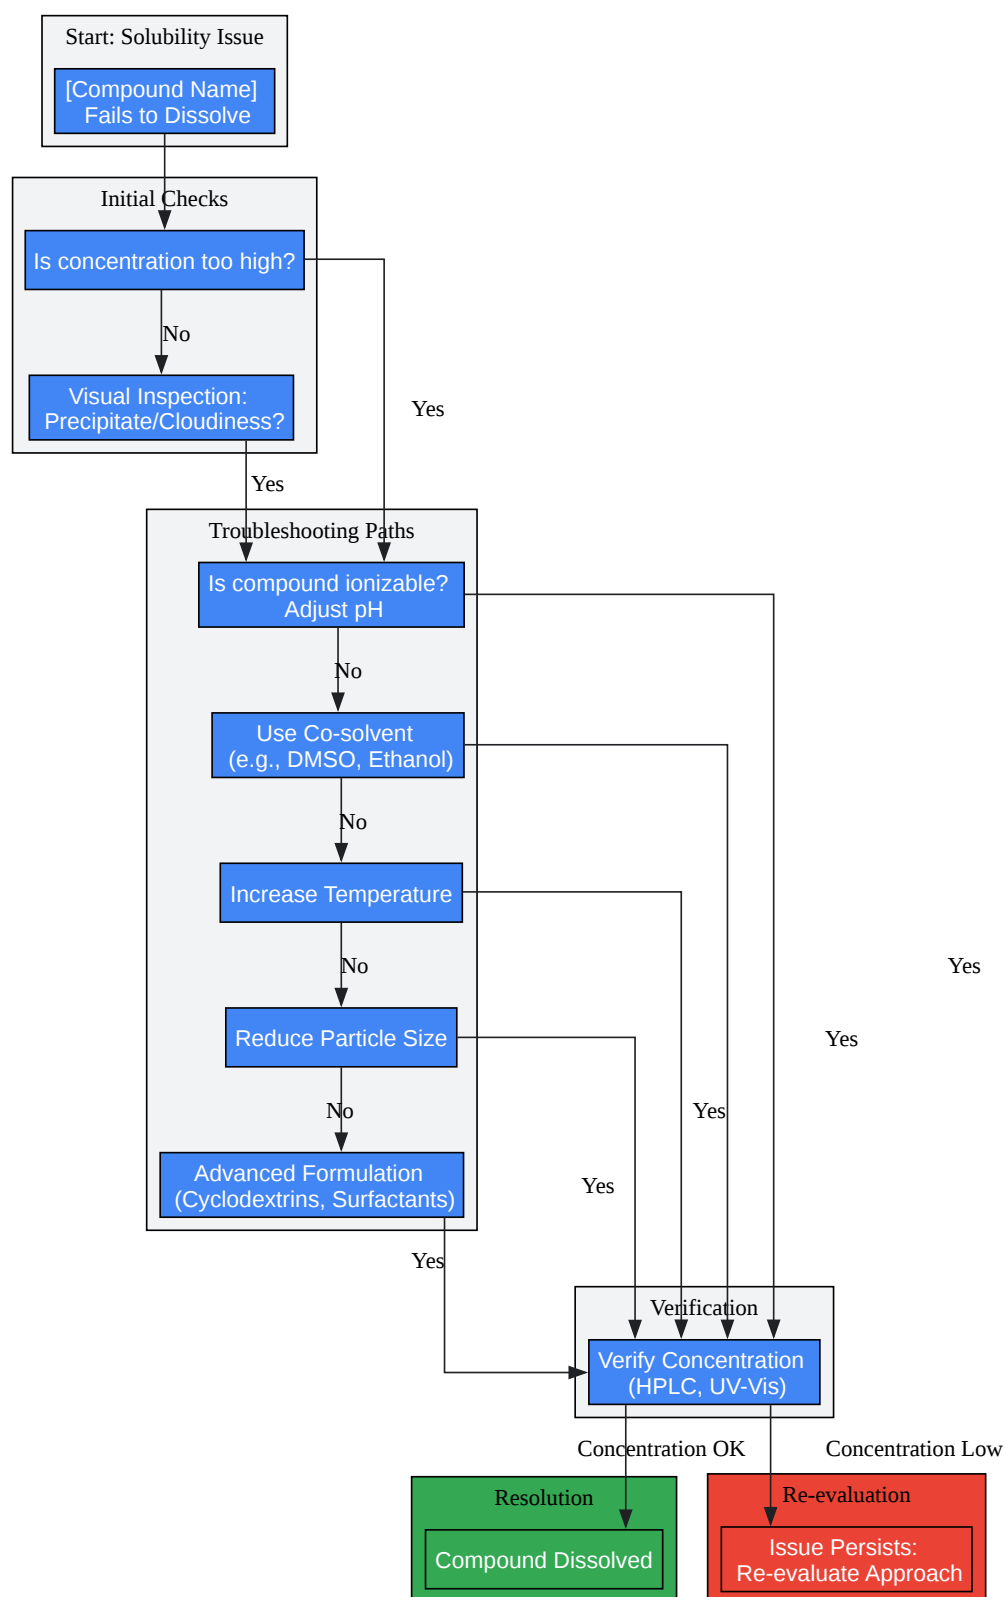 Start: Solubility Issue
[Compound Name]
Fails to Dissolve
Initial Checks
Is concentration too high?
No
Visual Inspection:
Precipitate/Cloudiness?
Yes
Yes
Troubleshooting Paths
Is compound ionizable?
Adjust pH
No
Use Co-solvent
(e.g., DMSO, Ethanol)
No
Increase Temperature
No
Yes
Reduce Particle Size
Yes
No
Yes
Advanced Formulation
(Cyclodextrins, Surfactants)
Yes
Yes
Verification
Verify Concentration
(HPLC, UV-Vis)
Concentration OK
Concentration Low
Resolution
Re-evaluation
Compound Dissolved
Issue Persists:
Re-evaluate Approach